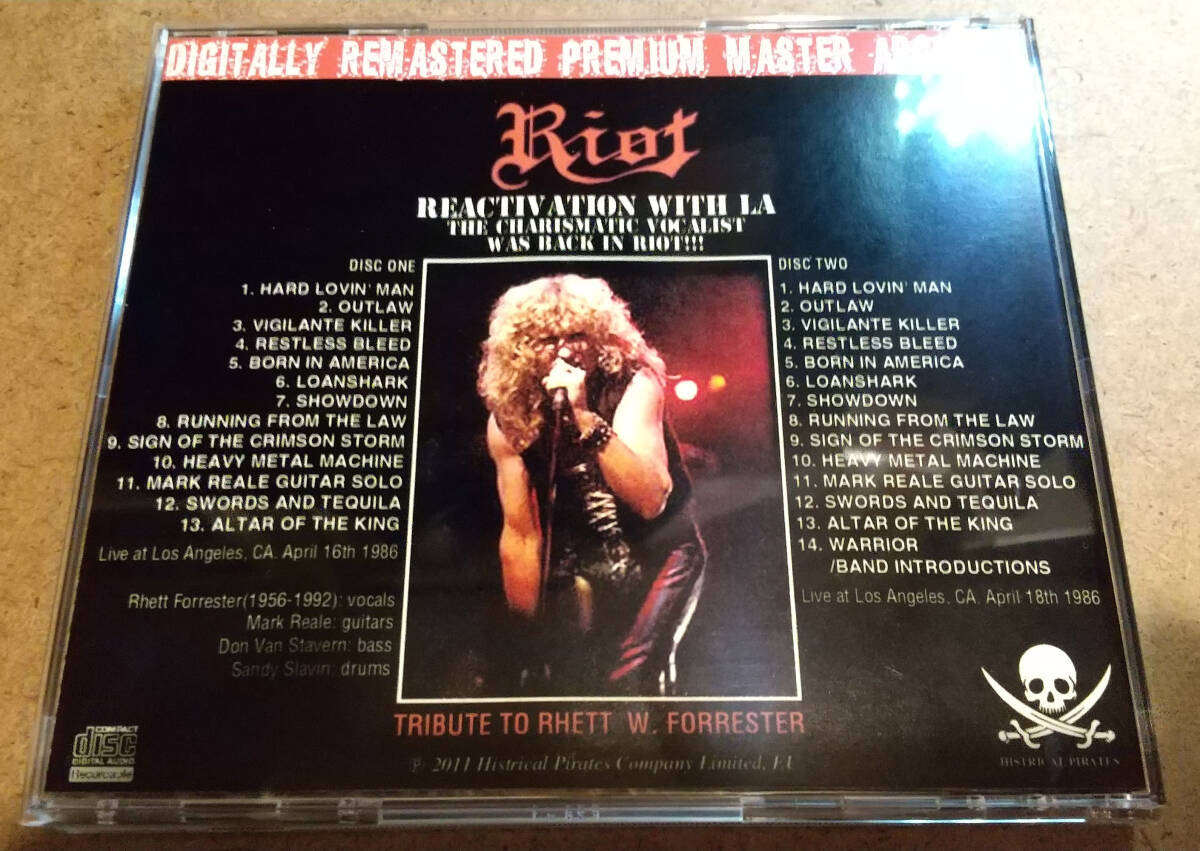 DIGITALLY REMASTERED PREMIUM MASTER
Riot
REACTIVATION WITH LA
THE CHARISMATIC VOCALIST
WAS BACK IN RIOT!!!
DISC ONE
1. HARD LOVIN' MAN
2. OUTLAW
3. VIGILANTE KILLER
4. RESTLESS BLEED
5. BORN IN AMERICA
6. LOANSHARK
7. SHOWDOWN
8. RUNNING FROM THE LAW
9. SIGN OF THE CRIMSON STORM
10. HEAVY METAL MACHINE
11. MARK REALE GUITAR SOLO
12. SWORDS AND TEQUILA
13. ALTAR OF THE KING
Live at Los Angeles, CA. April 16th 1986
Rhett Forrester(1956-1992): vocals
Mark Reale: guitars
Don Van Stavern: bass
Sandy Slavin: drums
DISC TWO
1. HARD LOVIN' MAN
2. OUTLAW
3. VIGILANTE KILLER
4. RESTLESS BLEED
5. BORN IN AMERICA
6. LOANSHARK
7. SHOWDOWN
8. RUNNING FROM THE LAW
9. SIGN OF THE CRIMSON STORM
10. HEAVY METAL MACHINE
11. MARK REALE GUITAR SOLO
12. SWORDS AND TEQUILA
13. ALTAR OF THE KING
14. WARRIOR
/BAND INTRODUCTIONS
Live at Los Angeles, CA. April 18th 1986
TRIBUTE TO RHETT W. FORRESTER
℗ 2011 Histrical Pirates Company Limited, EU
COMPACT
disc
DIGITAL AUDIO
Recordable
HISTRICAL PIRATES